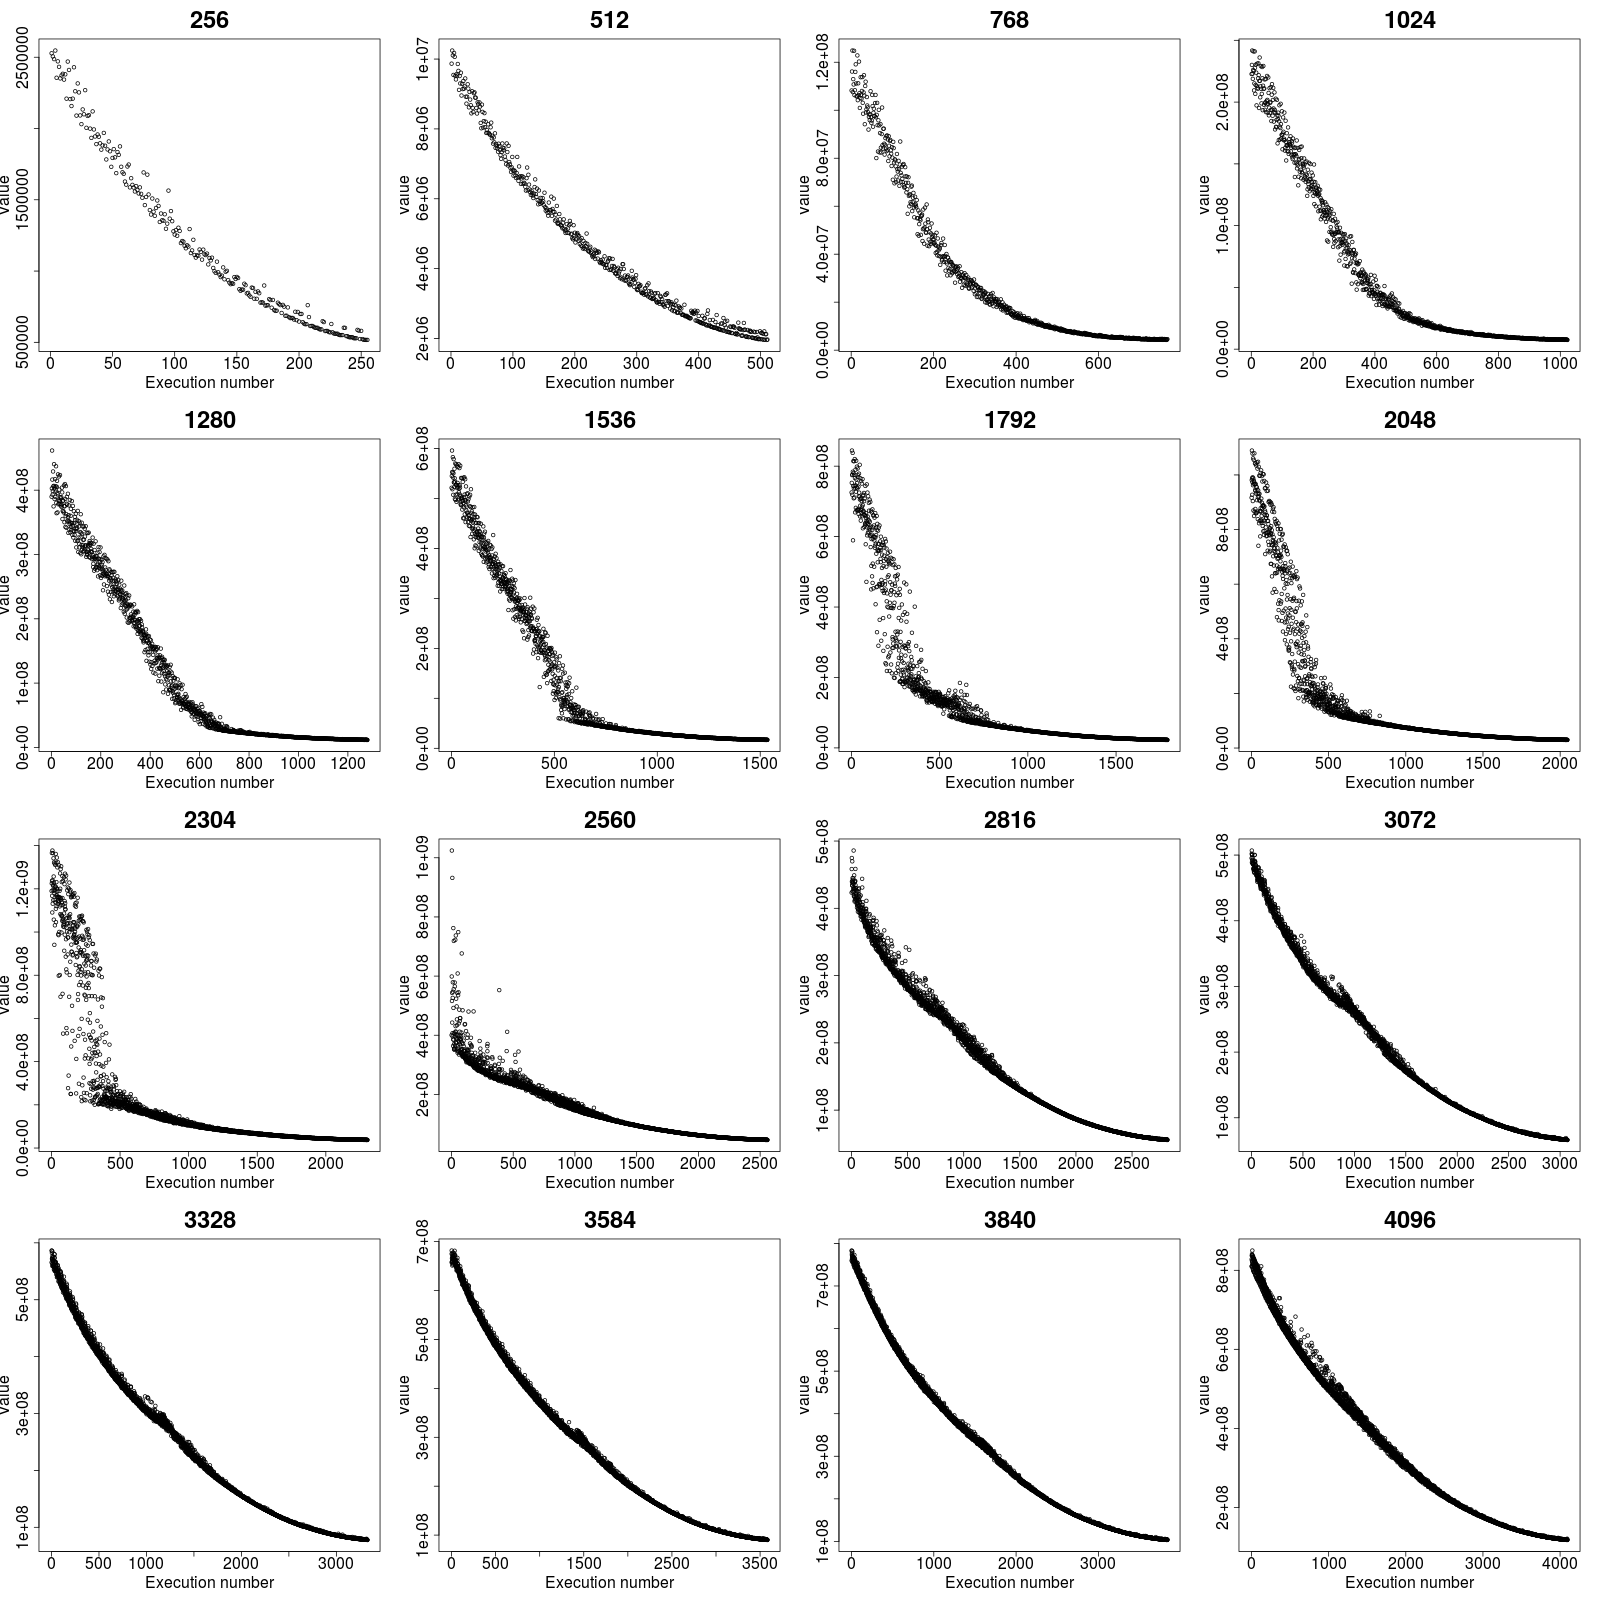 256 512 768 1024
value 500000 1500000 2500000
0 50 100 150 200 250
Execution number
value 2e+06 4e+06 6e+06 8e+06 1e+07
0 100 200 300 400 500
Execution number
value 0.0e+00 4.0e+07 8.0e+07 1.2e+08
0 200 400 600
Execution number
value 0.0e+00 1.0e+08 2.0e+08
0 200 400 600 800 1000
Execution number
1280 1536 1792 2048
value 0e+00 1e+08 2e+08 3e+08 4e+08
0 200 400 600 800 1000 1200
Execution number
value 0e+00 2e+08 4e+08 6e+08
0 500 1000 1500
Execution number
value 0e+00 2e+08 4e+08 6e+08 8e+08
0 500 1000 1500
Execution number
value 0e+00 4e+08 8e+08
0 500 1000 1500 2000
Execution number
2304 2560 2816 3072
value 0.0e+00 4.0e+08 8.0e+08 1.2e+09
0 500 1000 1500 2000
Execution number
value 2e+08 4e+08 6e+08 8e+08 1e+09
0 500 1000 1500 2000 2500
Execution number
value 1e+08 2e+08 3e+08 4e+08 5e+08
0 500 1000 1500 2000 2500
Execution number
value 1e+08 2e+08 3e+08 4e+08 5e+08
0 500 1000 1500 2000 2500 3000
Execution number
3328 3584 3840 4096
value 1e+08 3e+08 5e+08
0 500 1000 2000 3000
Execution number
value 1e+08 3e+08 5e+08 7e+08
0 500 1500 2500 3500
Execution number
value 1e+08 3e+08 5e+08 7e+08
0 1000 2000 3000
Execution number
value 2e+08 4e+08 6e+08 8e+08
0 1000 2000 3000 4000
Execution number